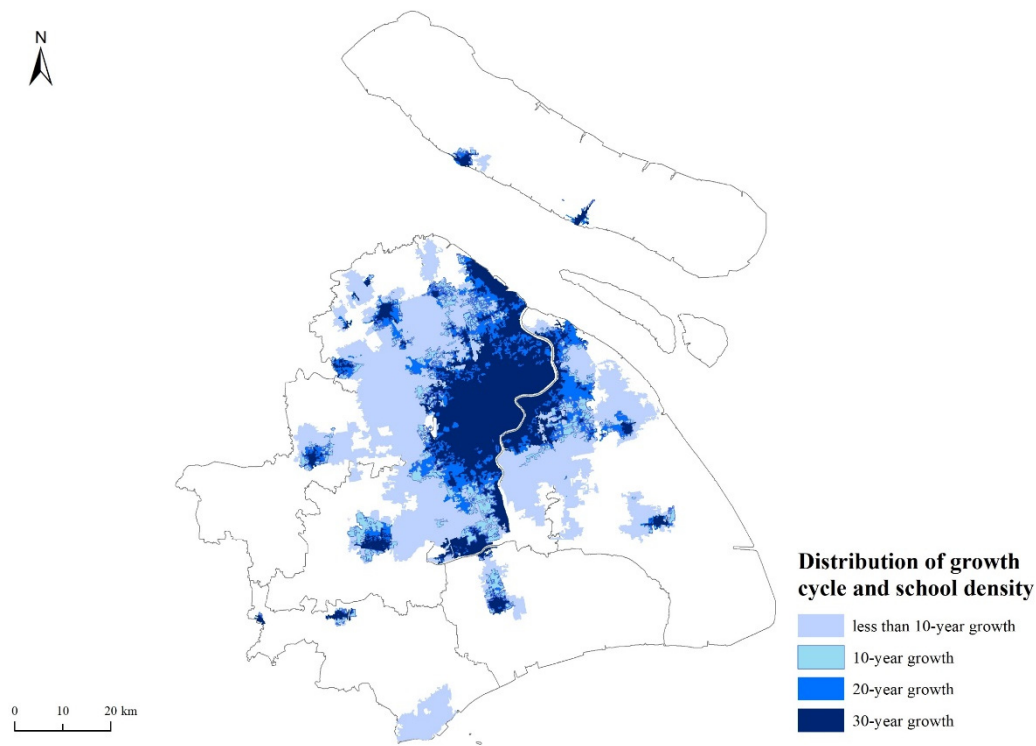 N
Distribution of growth
cycle and school density
less than 10-year growth
10-year growth
20-year growth
30-year growth
0 10 20 km